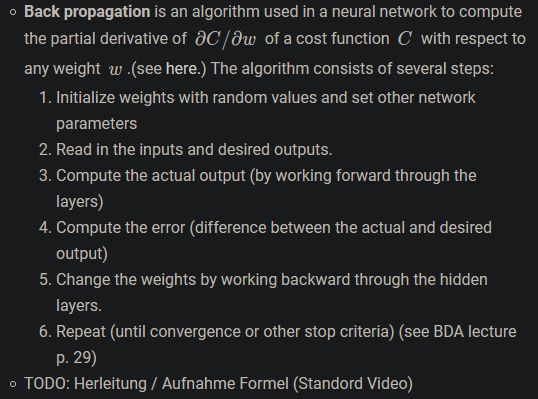 Back propagation is an algorithm used in a neural network to compute
the partial derivative of ∂C/∂w of a cost function C with respect to
any weight w .(see here.) The algorithm consists of several steps:
1. Initialize weights with random values and set other network
parameters
2. Read in the inputs and desired outputs.
3. Compute the actual output (by working forward through the
layers)
4. Compute the error (difference between the actual and desired
output)
5. Change the weights by working backward through the hidden
layers.
6. Repeat (until convergence or other stop criteria) (see BDA lecture
p. 29)
TODO: Herleitung / Aufnahme Formel (Standord Video)